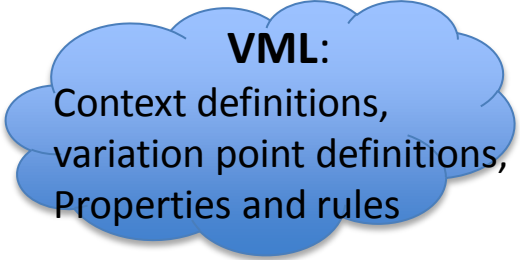 VML:
Context definitions,
variation point definitions,
Properties and rules